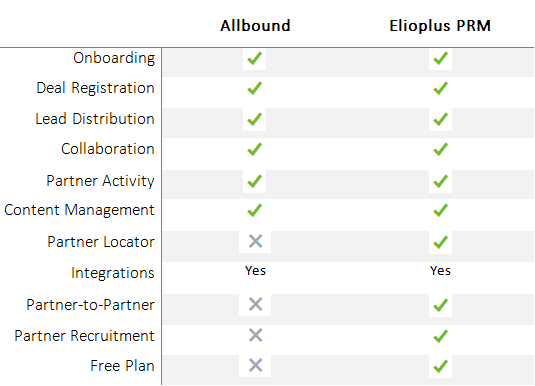 Allbound Elioplus PRM
Onboarding
Deal Registration
Lead Distribution
Collaboration
Partner Activity
Content Management
Partner Locator
Integrations Yes Yes
Partner-to-Partner
Partner Recruitment
Free Plan